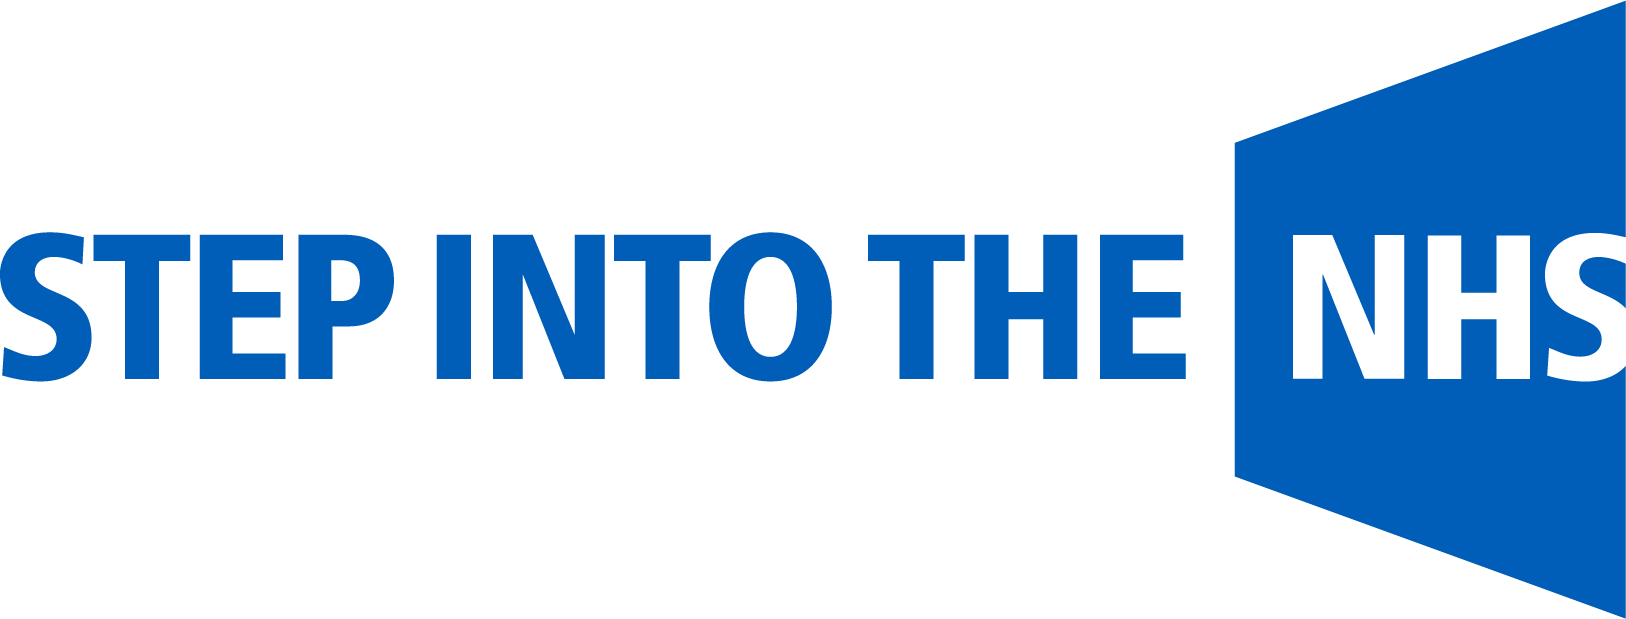 STEP INTO THE NHS